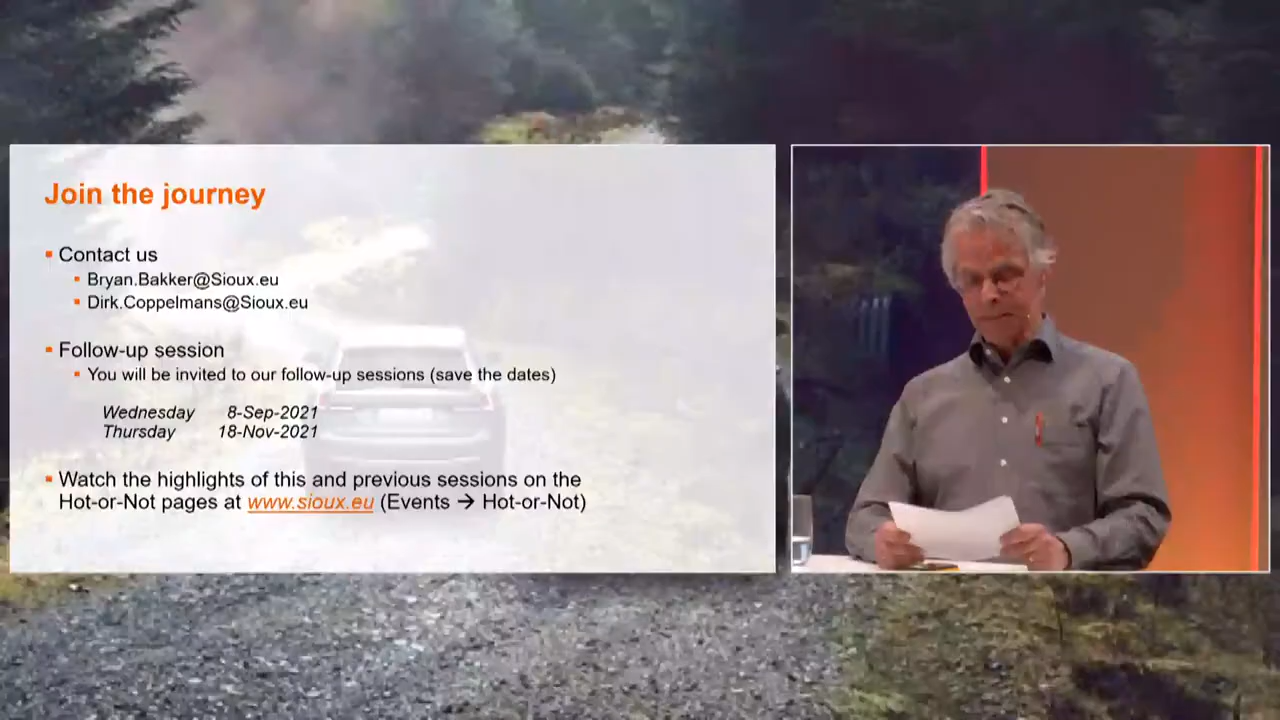 Join the journey
▪ Contact us
▪ Bryan.Bakker@Sioux.eu
▪ Dirk.Coppelmans@Sioux.eu
▪ Follow-up session
▪ You will be invited to our follow-up sessions (save the dates)
Wednesday 8-Sep-2021
Thursday 18-Nov-2021
▪ Watch the highlights of this and previous sessions on the
Hot-or-Not pages at www.sioux.eu (Events → Hot-or-Not)